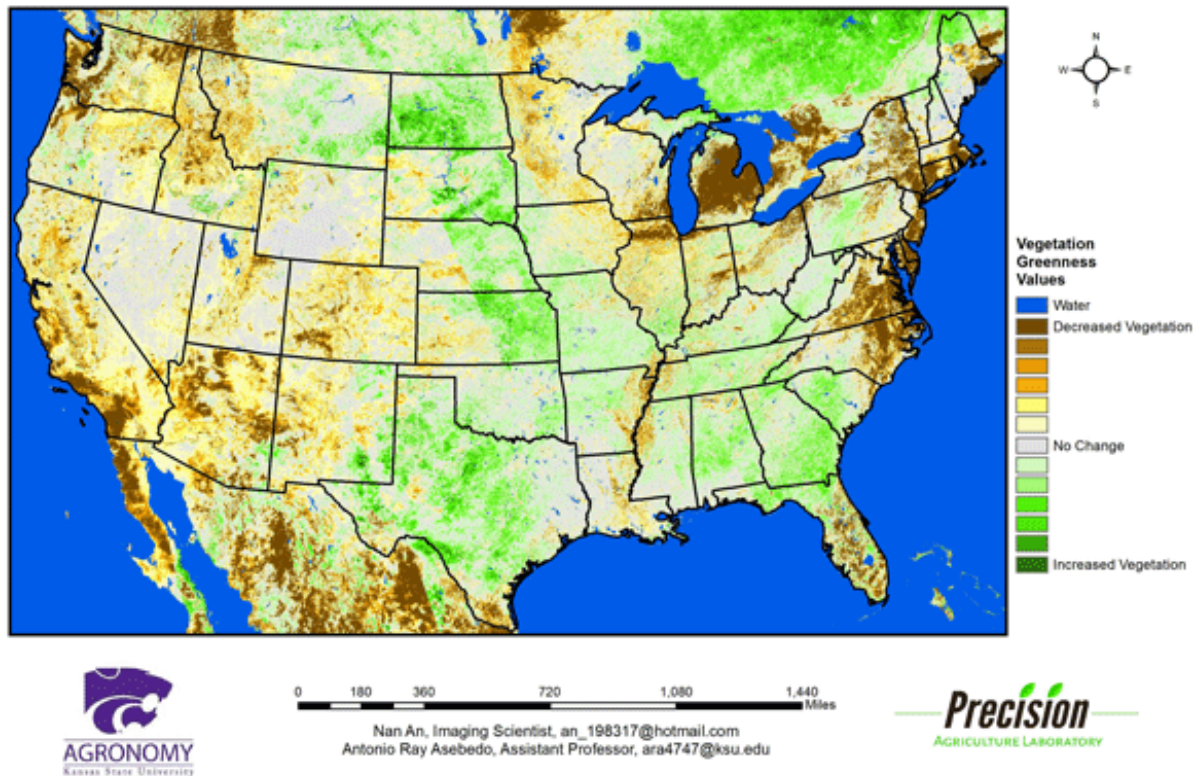 N
W
E
S
Vegetation
Greenness
Values
Water
Decreased Vegetation
No Change
Increased Vegetation
0 180 360 720 1,080 1,440
Miles
Nan An, Imaging Scientist, an_198317@hotmail.com
Antonio Ray Asebedo, Assistant Professor, ara4747@ksu.edu
AGRONOMY
Kansas State University
Precision
AGRICULTURE LABORATORY